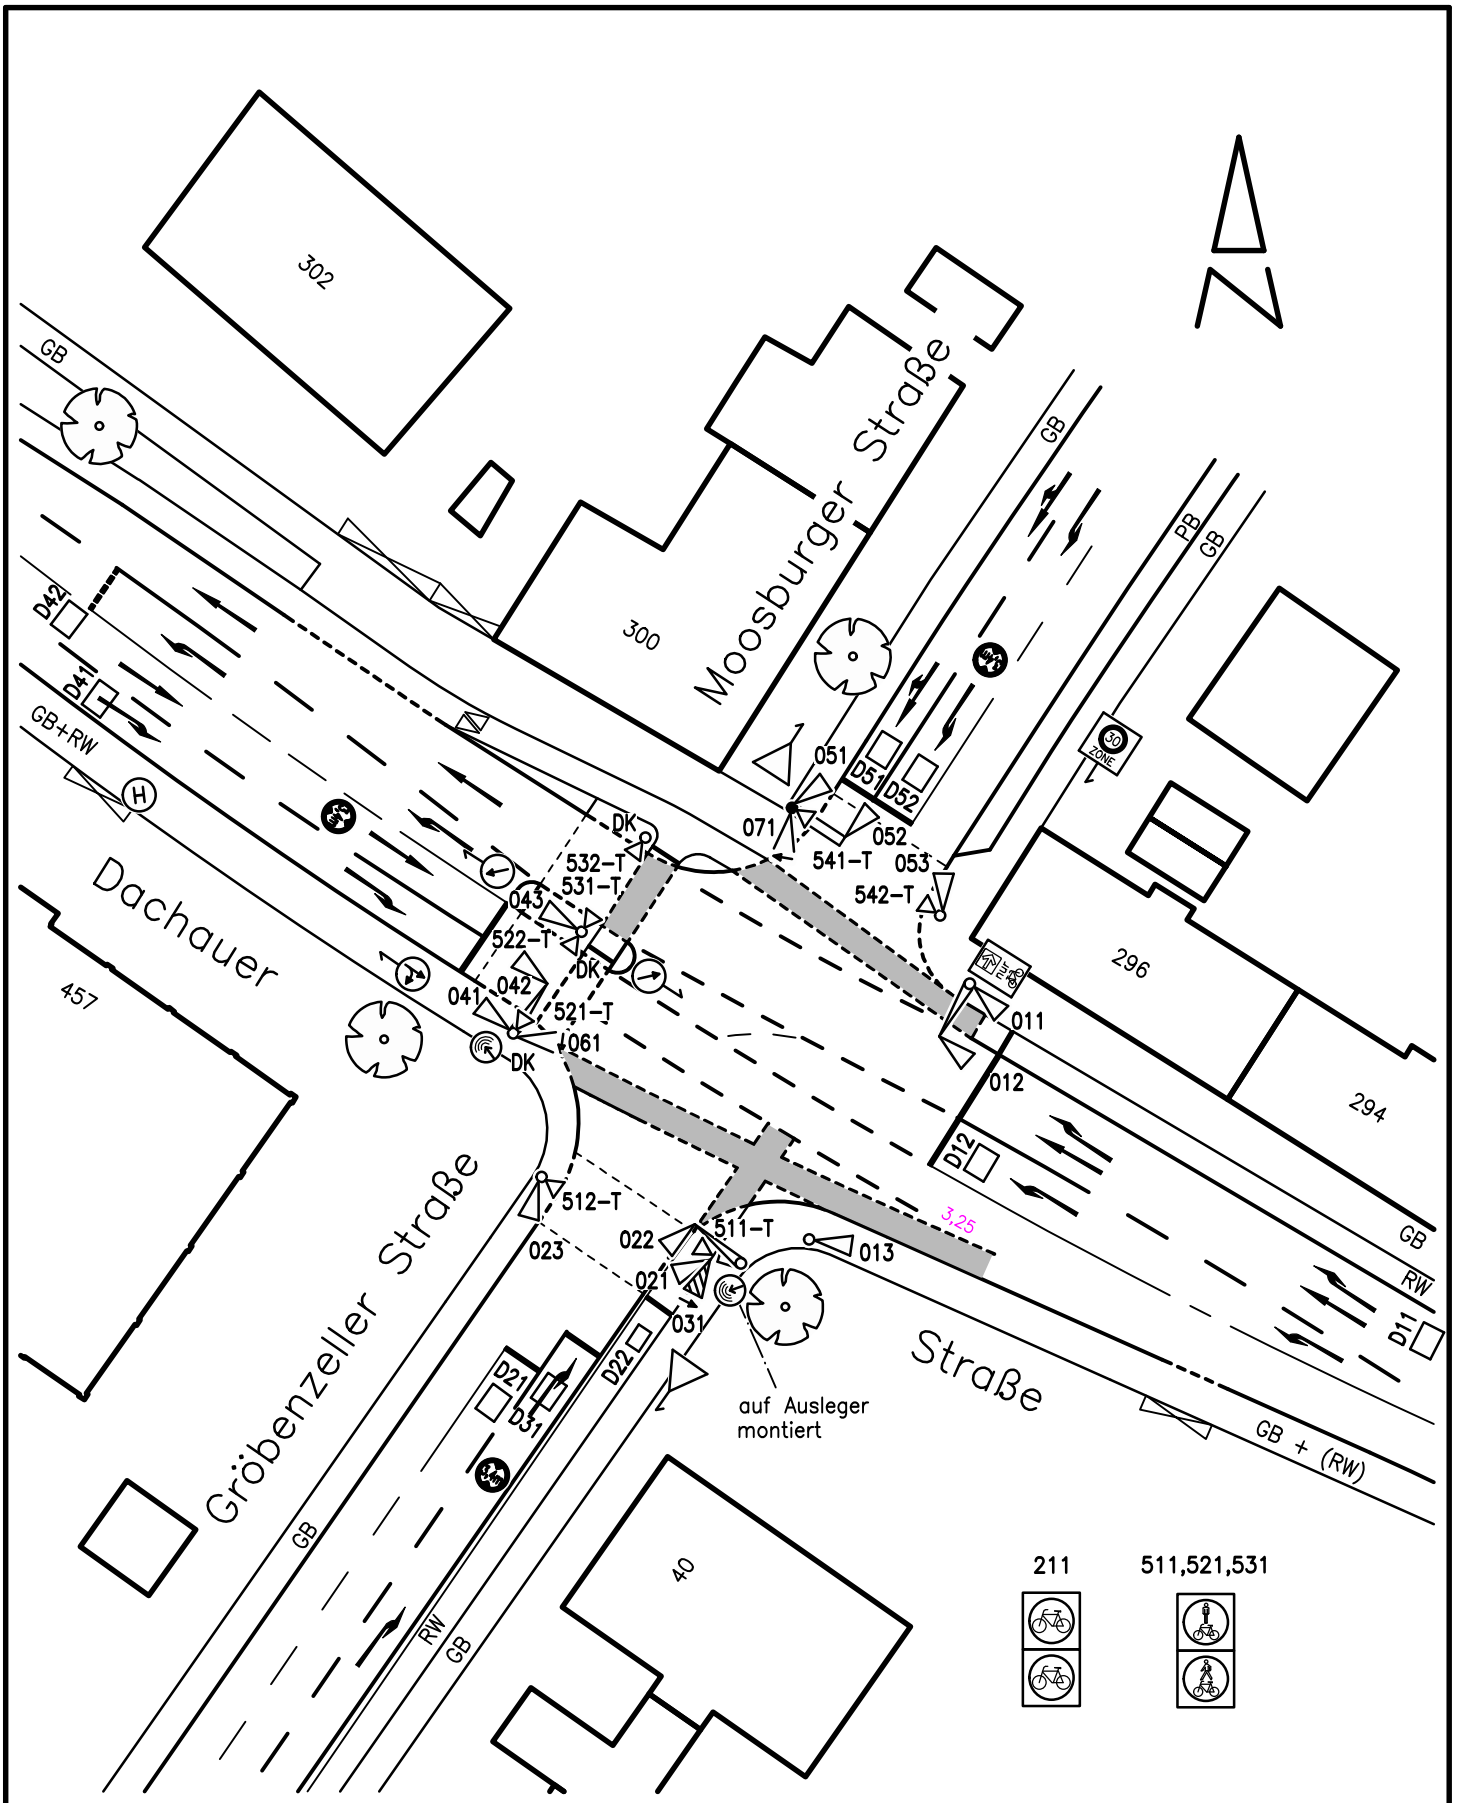 302
GB
Moosburger Straße
GB
PB
GB
300
D42
D41
GB+RW
H
30
ZONE
051
D51
D52
071
052
DK
541-T
053
532-T
531-T
542-T
043
522-T
DK
042
041
521-T
061
DK
011
012
296
294
Dachauer
457
D12
3,25
GB
RW
D11
512-T
511-T
022
023
013
021
031
D22
D21
D31
Straße
auf Ausleger
montiert
GB + (RW)
Gröbenzeller Straße
GB
RW
GB
40
211
511,521,531
N